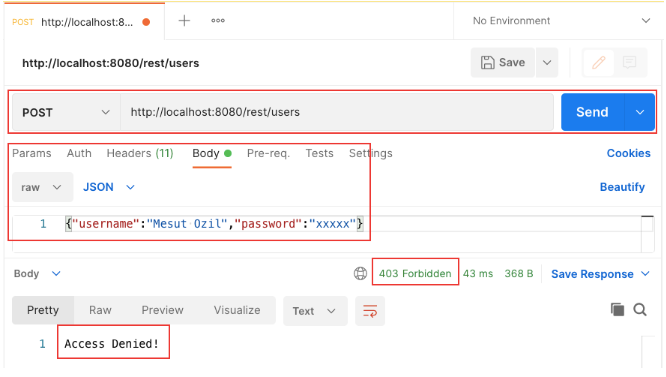 POST http://localhost:8... No Environment
http://localhost:8080/rest/users Save
POST http://localhost:8080/rest/users Send
Params Auth Headers (11) Body Pre-req. Tests Settings Cookies
raw JSON Beautify
1 {"username":"Mesut Ozil","password":"xxxxx"}
Body 403 Forbidden 43 ms 368 B Save Response
Pretty Raw Preview Visualize Text
1 Access Denied!